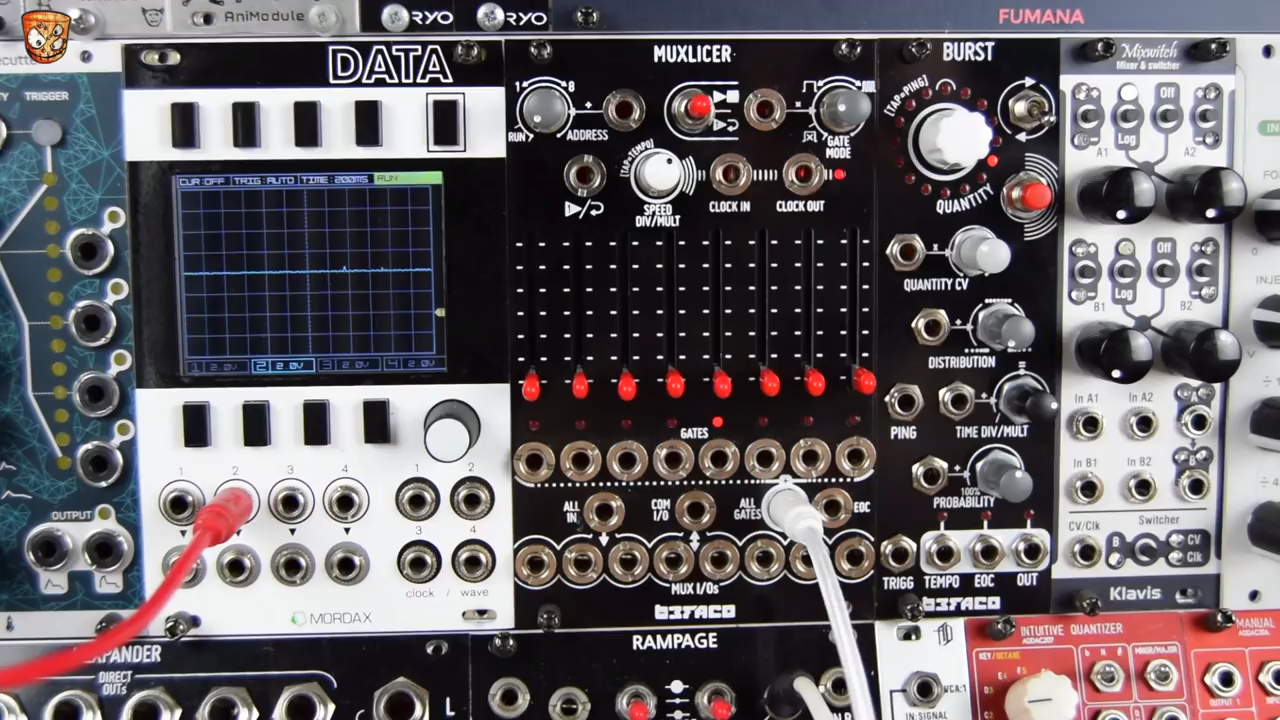 AniModule
RYO
RYO
FUMANA
TRIGGER
OUTPUT
DATA
CUR:OFF TRIG:AUTO TIME:200MS RUN
1 2.0V 2 2.0V 3 2.0V 4 2.0V
1 2 3 4
1 2
3 4
clock / wave
MORDAX
MUXLICER
1 8
RUN
ADDRESS
GATE
MODE
[TAP=TEMPO]
SPEED
DIV/MULT
CLOCK IN
CLOCK OUT
GATES
ALL
IN
COM
I/O
ALL
GATES
EOC
MUX I/Os
BEFACO
BURST
[TAP=PING]
QUANTITY
QUANTITY CV
DISTRIBUTION
PING
TIME DIV/MULT
100%
PROBABILITY
TRIGG
TEMPO
EOC
OUT
BEFACO
Mixwitch
Mixer & switcher
Off
Log
A1
A2
Off
Log
B1
B2
In A1
In A2
A
In B1
In B2
B
CV/Clk
Switcher
B
CV
Clk
Klavis
EXPANDER
DIRECT
OUTs
L
RAMPAGE
VCA:1
IN:SIGNAL
INTUITIVE QUANTIZER
ADDAC207
KEY/OCTAVE
MINOR/MAJOR
MANUAL
OUTPUT 1